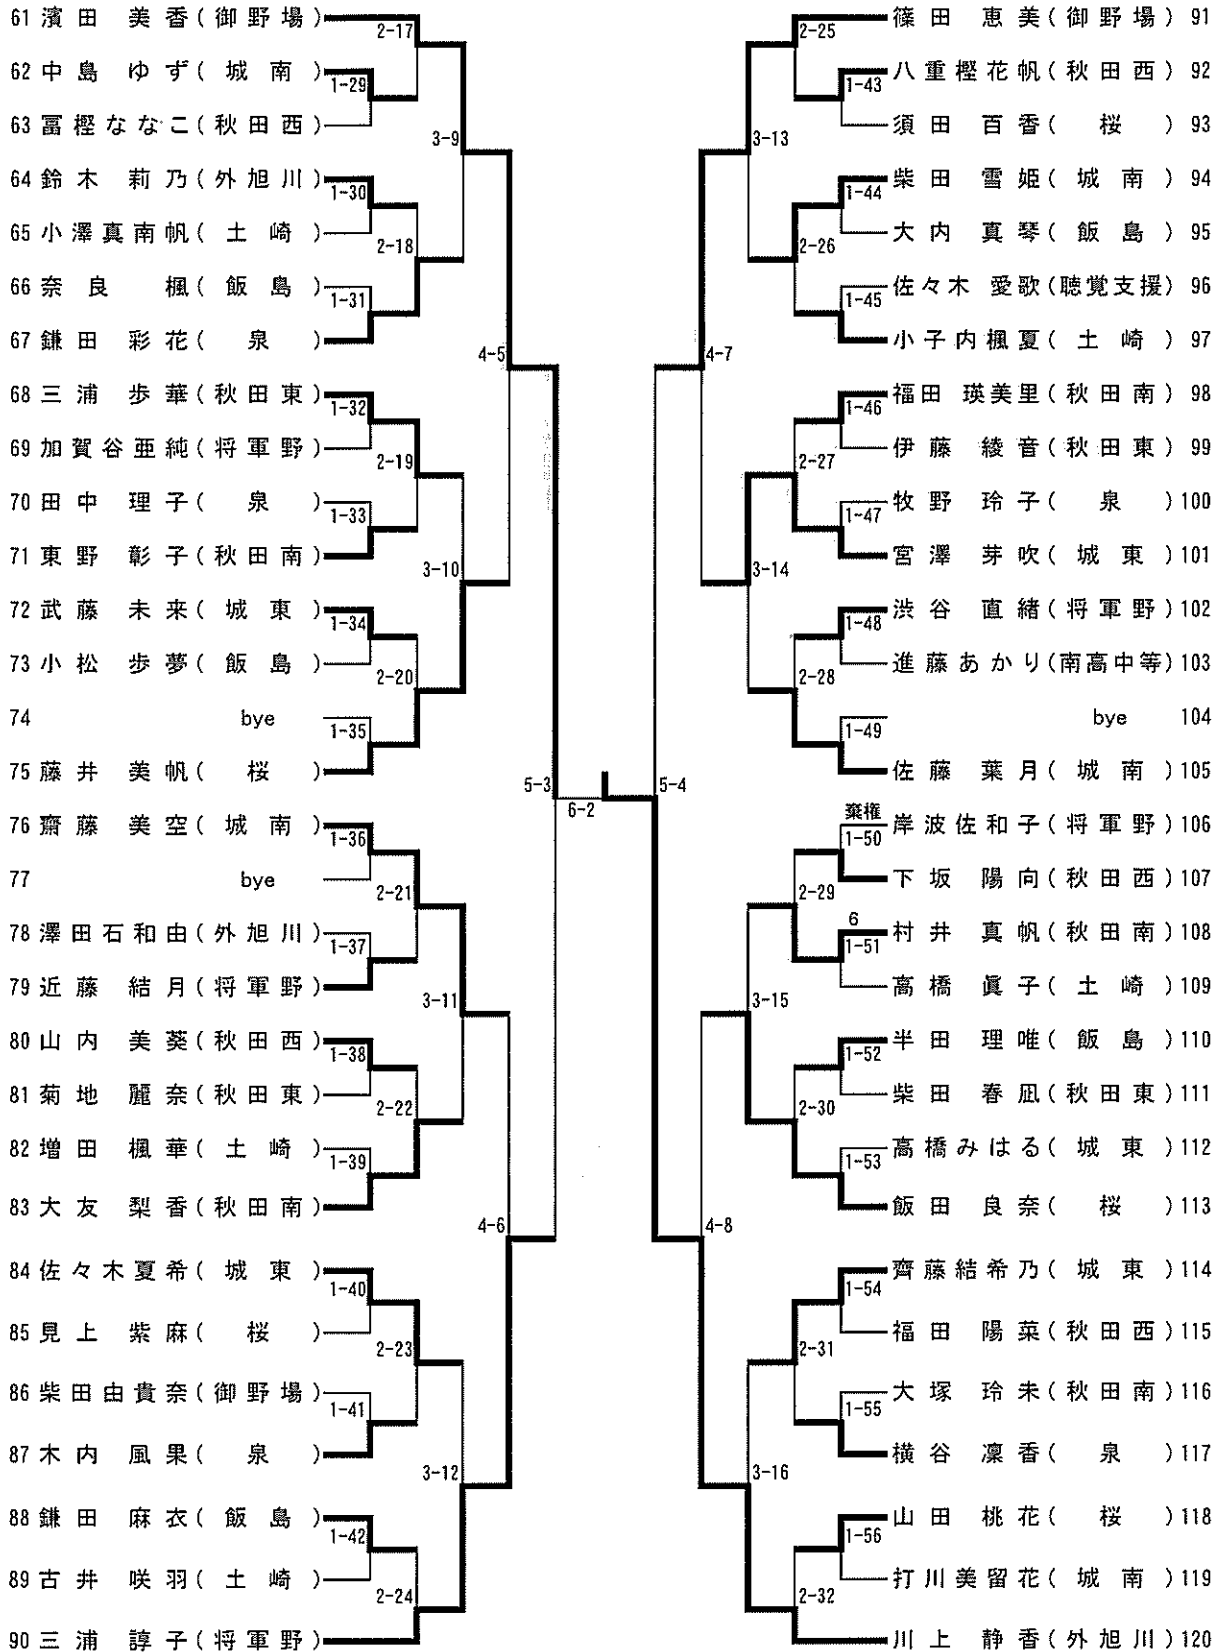 61 濱田 美香(御野場)
2-17
62 中島 ゆず(城南)
1-29
63 冨樫ななこ(秋田西)
3-9
64 鈴木 莉乃(外旭川)
1-30
65 小澤真南帆(土崎)
2-18
66 奈良 楓(飯島)
1-31
67 鎌田 彩花(泉)
4-5
68 三浦 歩華(秋田東)
1-32
69 加賀谷亜純(将軍野)
2-19
70 田中 理子(泉)
1-33
71 東野 彰子(秋田南)
3-10
72 武藤 未来(城東)
1-34
73 小松 歩夢(飯島)
2-20
74 bye
1-35
75 藤井 美帆(桜)
5-3
76 齋藤 美空(城南)
1-36
77 bye
2-21
78 澤田石和由(外旭川)
1-37
79 近藤 結月(将軍野)
3-11
80 山内 美葵(秋田西)
1-38
81 菊地 麗奈(秋田東)
2-22
82 増田 楓華(土崎)
1-39
83 大友 梨香(秋田南)
4-6
84 佐々木夏希(城東)
1-40
85 見上 紫麻(桜)
2-23
86 柴田由貴奈(御野場)
1-41
87 木内 風果(泉)
3-12
88 鎌田 麻衣(飯島)
1-42
89 古井 咲羽(土崎)
2-24
90 三浦 諄子(将軍野)
6-2
篠田 恵美(御野場) 91
2-25
八重樫花帆(秋田西) 92
1-43
須田 百香(桜) 93
3-13
柴田 雪姫(城南) 94
1-44
大内 真琴(飯島) 95
2-26
佐々木 愛歌(聴覚支援) 96
1-45
小子内楓夏(土崎) 97
4-7
福田 瑛美里(秋田南) 98
1-46
伊藤 綾音(秋田東) 99
2-27
牧野 玲子(泉) 100
1-47
宮澤 芽吹(城東) 101
3-14
渋谷 直緒(将軍野) 102
1-48
進藤あかり(南高中等) 103
2-28
bye 104
1-49
佐藤 葉月(城南) 105
5-4
棄権
岸波佐和子(将軍野) 106
1-50
下坂 陽向(秋田西) 107
2-29
6
村井 真帆(秋田南) 108
1-51
高橋 眞子(土崎) 109
3-15
半田 理唯(飯島) 110
1-52
柴田 春凪(秋田東) 111
2-30
高橋みはる(城東) 112
1-53
飯田 良奈(桜) 113
4-8
齊藤結希乃(城東) 114
1-54
福田 陽菜(秋田西) 115
2-31
大塚 玲未(秋田南) 116
1-55
横谷 凜香(泉) 117
3-16
山田 桃花(桜) 118
1-56
打川美留花(城南) 119
2-32
川上 静香(外旭川) 120